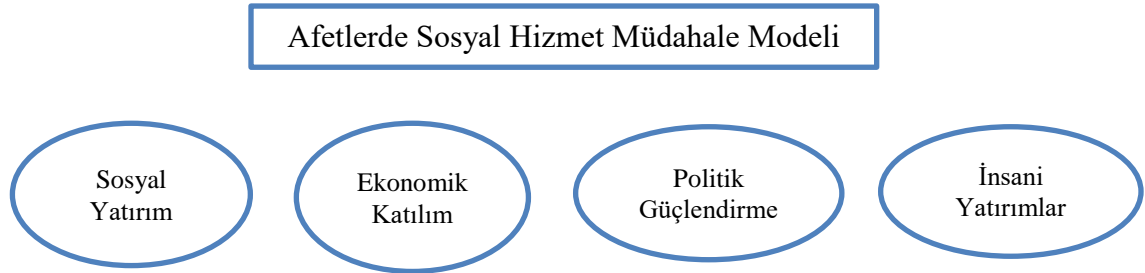 Afetlerde Sosyal Hizmet Müdahale Modeli
Sosyal
Yatırım
Ekonomik
Katılım
Politik
Güçlendirme
İnsani
Yatırımlar